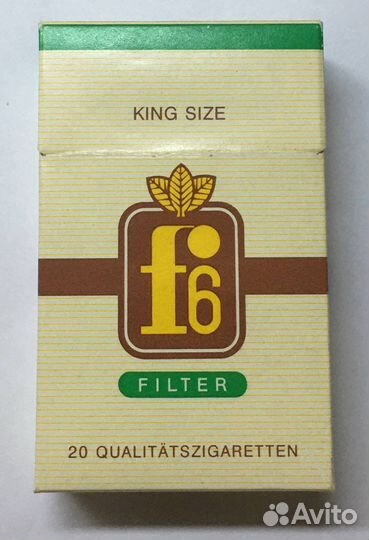 KING SIZE
f6
FILTER
20 QUALITÄTSZIGARETTEN
Avito